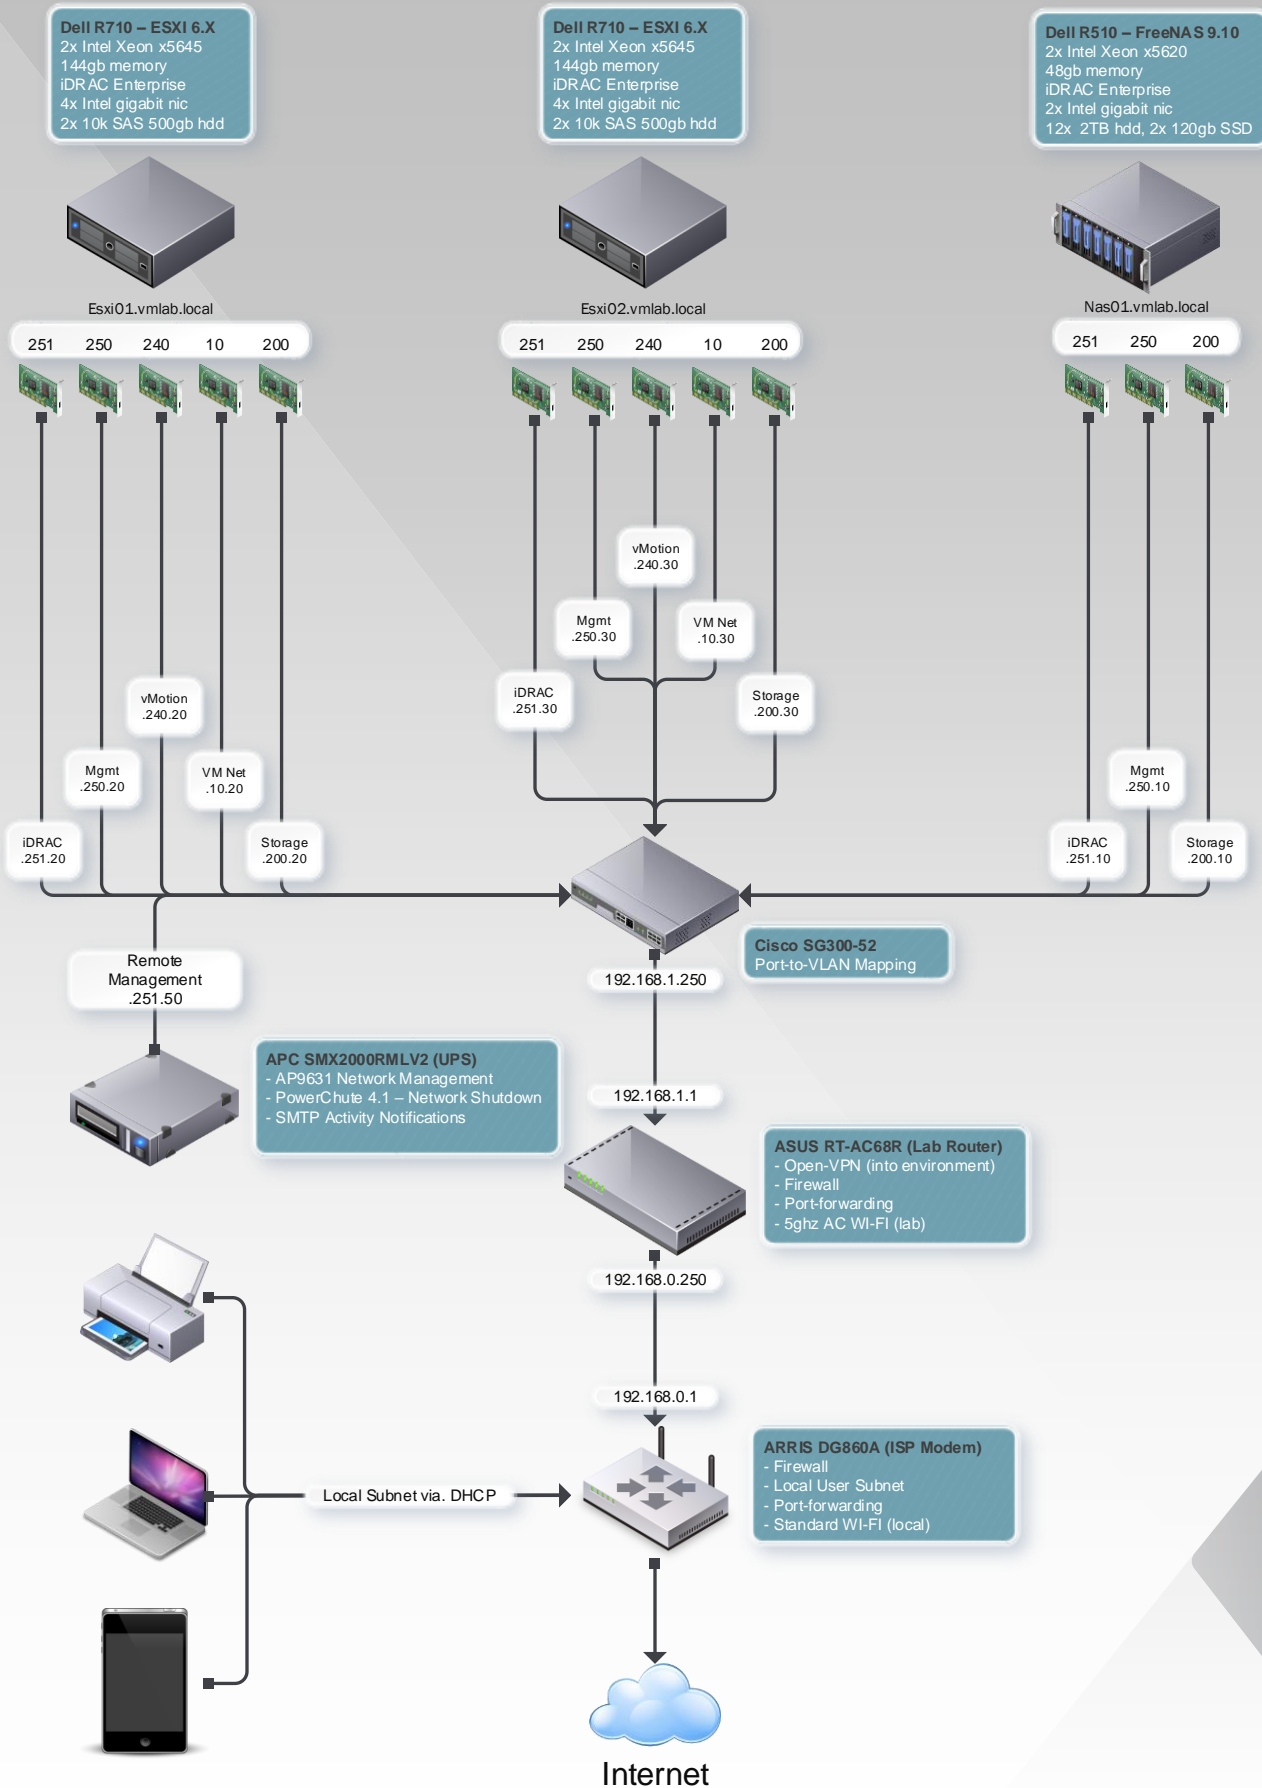 Dell R710 – ESXI 6.X
2x Intel Xeon x5645
144gb memory
iDRAC Enterprise
4x Intel gigabit nic
2x 10k SAS 500gb hdd
Dell R710 – ESXI 6.X
2x Intel Xeon x5645
144gb memory
iDRAC Enterprise
4x Intel gigabit nic
2x 10k SAS 500gb hdd
Dell R510 – FreeNAS 9.10
2x Intel Xeon x5620
48gb memory
iDRAC Enterprise
2x Intel gigabit nic
12x 2TB hdd, 2x 120gb SSD
Esxi01.vmlab.local
Esxi02.vmlab.local
Nas01.vmlab.local
251 250 240 10 200
251 250 240 10 200
251 250 200
vMotion
.240.30
Mgmt
.250.30
VM Net
.10.30
iDRAC
.251.30
Storage
.200.30
vMotion
.240.20
Mgmt
.250.20
VM Net
.10.20
iDRAC
.251.20
Storage
.200.20
Mgmt
.250.10
iDRAC
.251.10
Storage
.200.10
Cisco SG300-52
Port-to-VLAN Mapping
Remote
Management
.251.50
192.168.1.250
APC SMX2000RMLV2 (UPS)
- AP9631 Network Management
- PowerChute 4.1 – Network Shutdown
- SMTP Activity Notifications
192.168.1.1
ASUS RT-AC68R (Lab Router)
- Open-VPN (into environment)
- Firewall
- Port-forwarding
- 5ghz AC WI-FI (lab)
192.168.0.250
192.168.0.1
ARRIS DG860A (ISP Modem)
- Firewall
- Local User Subnet
- Port-forwarding
- Standard WI-FI (local)
Local Subnet via. DHCP
Internet